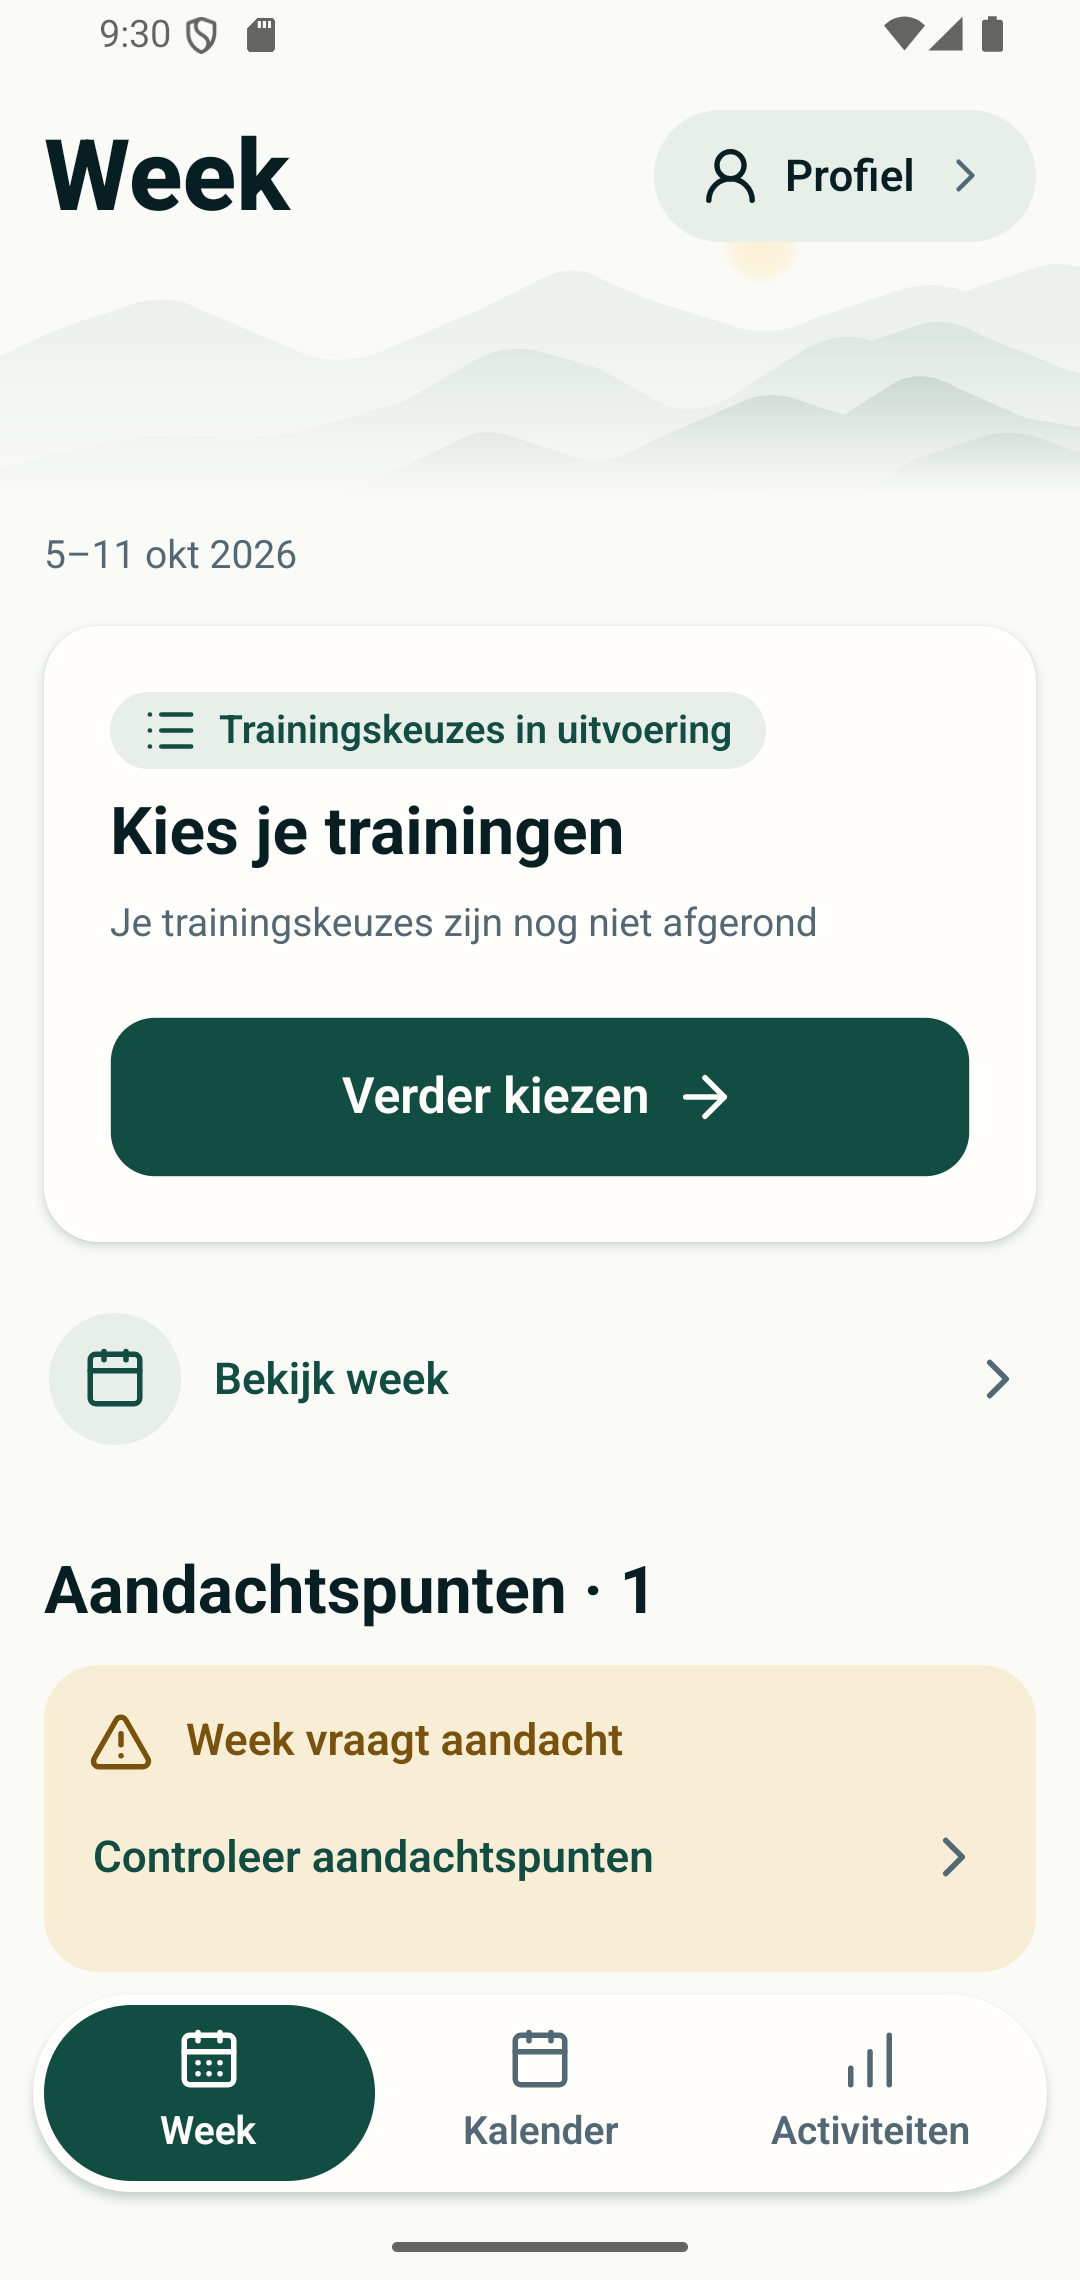 9:30
Week
Profiel
5–11 okt 2026
Trainingskeuzes in uitvoering
Kies je trainingen
Je trainingskeuzes zijn nog niet afgerond
Verder kiezen
Bekijk week
Aandachtspunten · 1
Week vraagt aandacht
Controleer aandachtspunten
Week
Kalender
Activiteiten